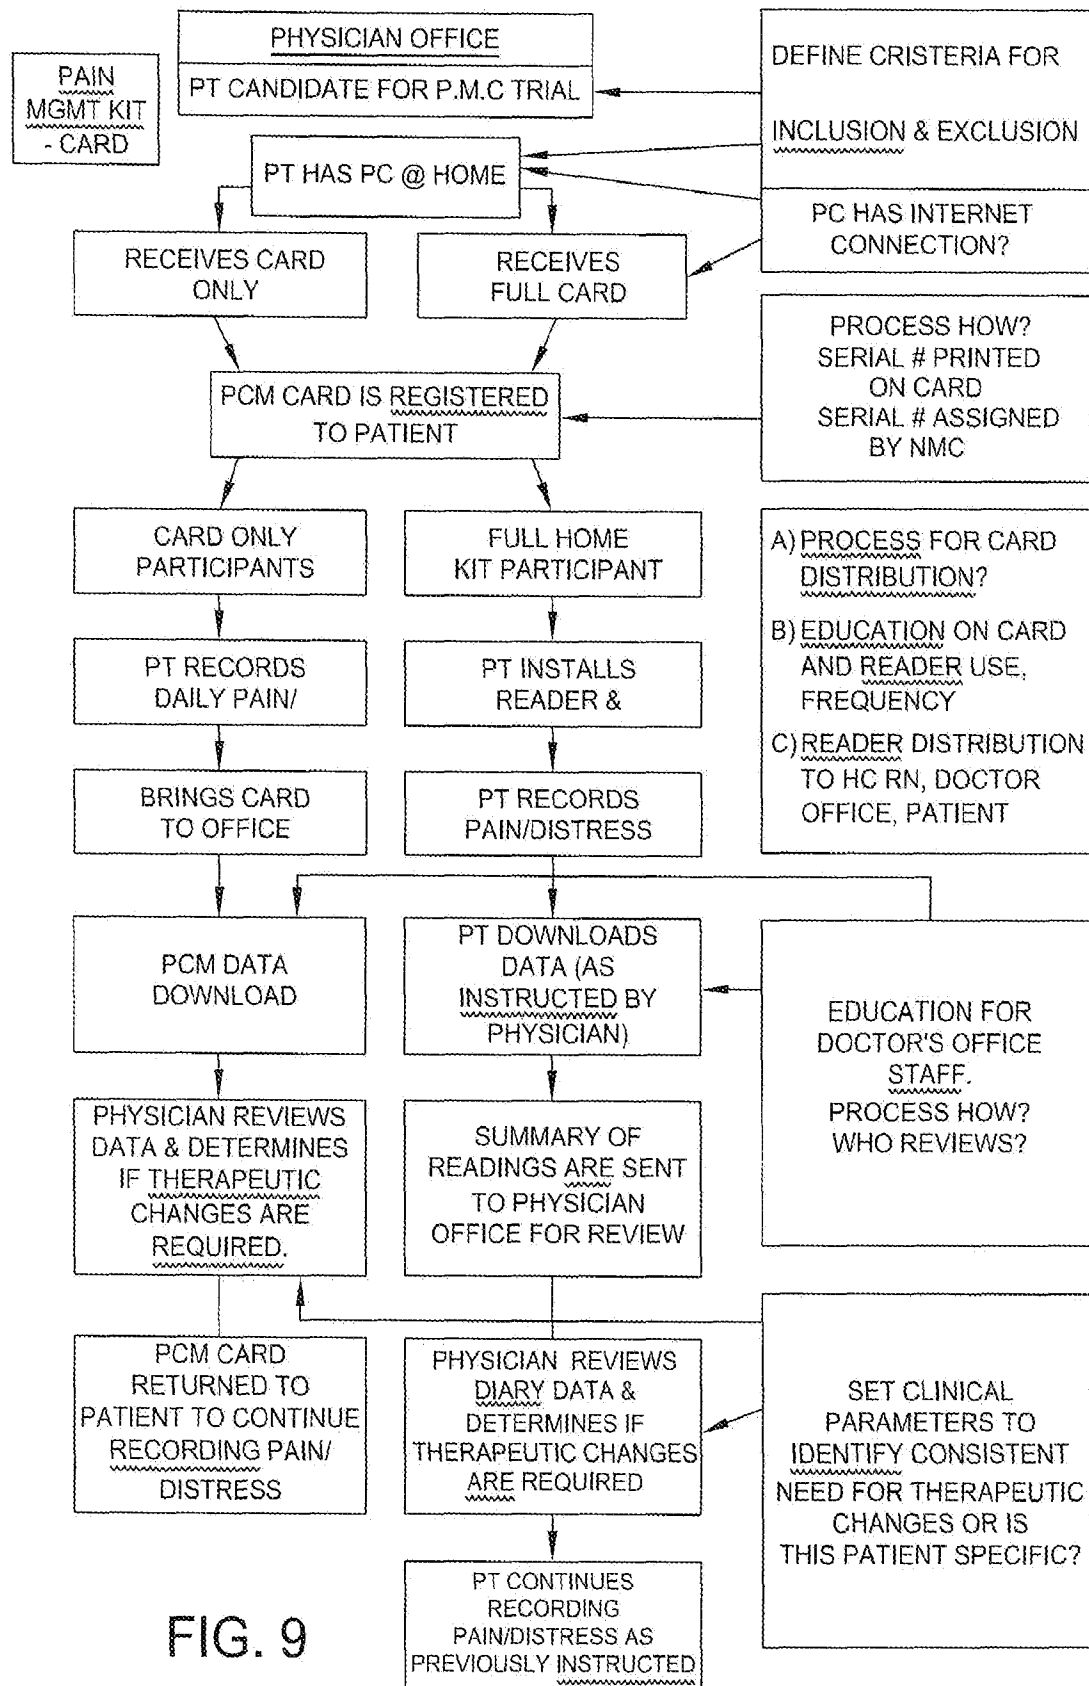 PHYSICIAN OFFICE
PT CANDIDATE FOR P.M.C TRIAL
DEFINE CRISTERIA FOR
INCLUSION & EXCLUSION
PAIN
MGMT KIT
- CARD
PT HAS PC @ HOME
PC HAS INTERNET
CONNECTION?
RECEIVES CARD
ONLY
RECEIVES
FULL CARD
PROCESS HOW?
SERIAL # PRINTED
ON CARD
SERIAL # ASSIGNED
BY NMC
PCM CARD IS REGISTERED
TO PATIENT
CARD ONLY
PARTICIPANTS
FULL HOME
KIT PARTICIPANT
A) PROCESS FOR CARD
DISTRIBUTION?
B) EDUCATION ON CARD
AND READER USE,
FREQUENCY
C) READER DISTRIBUTION
TO HC RN, DOCTOR
OFFICE, PATIENT
PT RECORDS
DAILY PAIN/
PT INSTALLS
READER &
BRINGS CARD
TO OFFICE
PT RECORDS
PAIN/DISTRESS
PCM DATA
DOWNLOAD
PT DOWNLOADS
DATA (AS
INSTRUCTED BY
PHYSICIAN)
EDUCATION FOR
DOCTOR'S OFFICE
STAFF.
PROCESS HOW?
WHO REVIEWS?
PHYSICIAN REVIEWS
DATA & DETERMINES
IF THERAPEUTIC
CHANGES ARE
REQUIRED.
SUMMARY OF
READINGS ARE SENT
TO PHYSICIAN
OFFICE FOR REVIEW
PCM CARD
RETURNED TO
PATIENT TO CONTINUE
RECORDING PAIN/
DISTRESS
PHYSICIAN REVIEWS
DIARY DATA &
DETERMINES IF
THERAPEUTIC CHANGES
ARE REQUIRED
SET CLINICAL
PARAMETERS TO
IDENTIFY CONSISTENT
NEED FOR THERAPEUTIC
CHANGES OR IS
THIS PATIENT SPECIFIC?
PT CONTINUES
RECORDING
PAIN/DISTRESS AS
PREVIOUSLY INSTRUCTED
FIG. 9